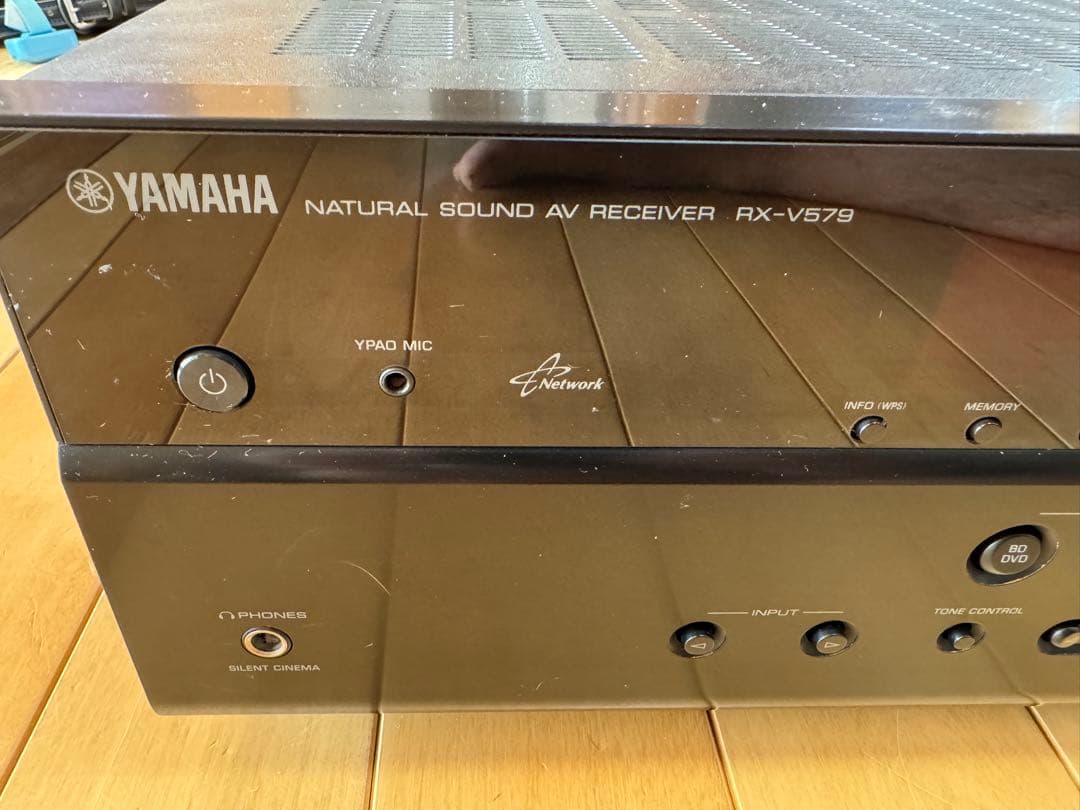 YAMAHA
NATURAL SOUND AV RECEIVER RX-V579
YPAO MIC
Network
INFO (WPS)
MEMORY
BD
DVD
PHONES
SILENT CINEMA
INPUT
TONE CONTROL